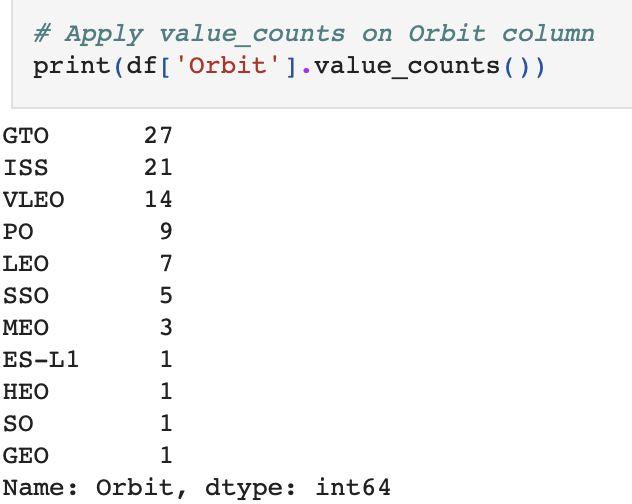 # Apply value_counts on Orbit column
print(df['Orbit'].value_counts())
GTO 27
ISS 21
VLEO 14
PO 9
LEO 7
SSO 5
MEO 3
ES-L1 1
HEO 1
SO 1
GEO 1
Name: Orbit, dtype: int64